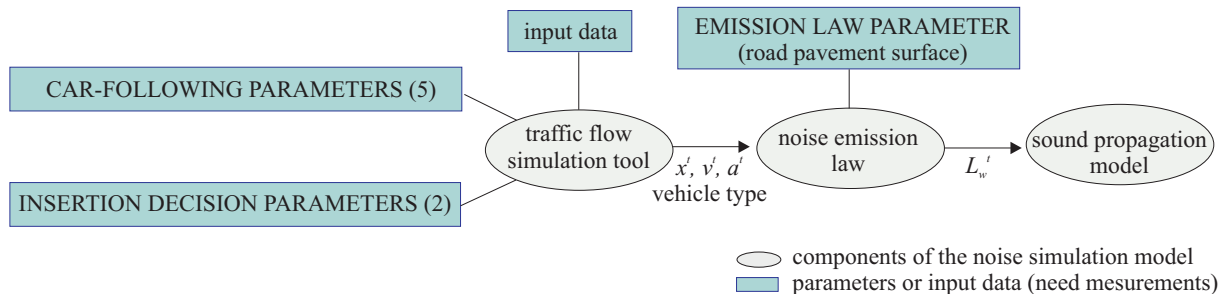 input data
EMISSION LAW PARAMETER
(road pavement surface)
CAR-FOLLOWING PARAMETERS (5)
traffic flow
simulation tool
noise emission
law
sound propagation
model
x^t, v^t, a^t
vehicle type
L_w^t
INSERTION DECISION PARAMETERS (2)
components of the noise simulation model
parameters or input data (need mesurements)